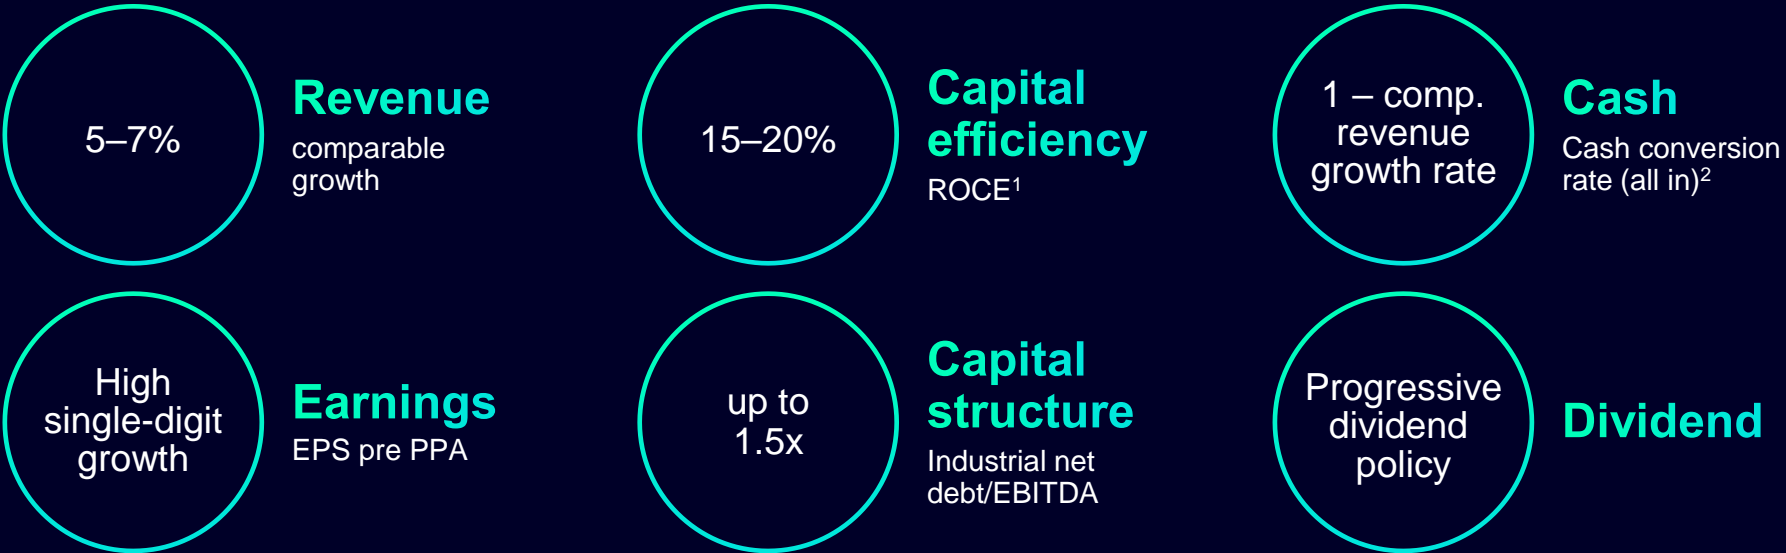 5–7%
Revenue
comparable
growth
15–20%
Capital
efficiency
ROCE¹
1 – comp.
revenue
growth rate
Cash
Cash conversion
rate (all in)²
High
single-digit
growth
Earnings
EPS pre PPA
up to
1.5x
Capital
structure
Industrial net
debt/EBITDA
Progressive
dividend
policy
Dividend